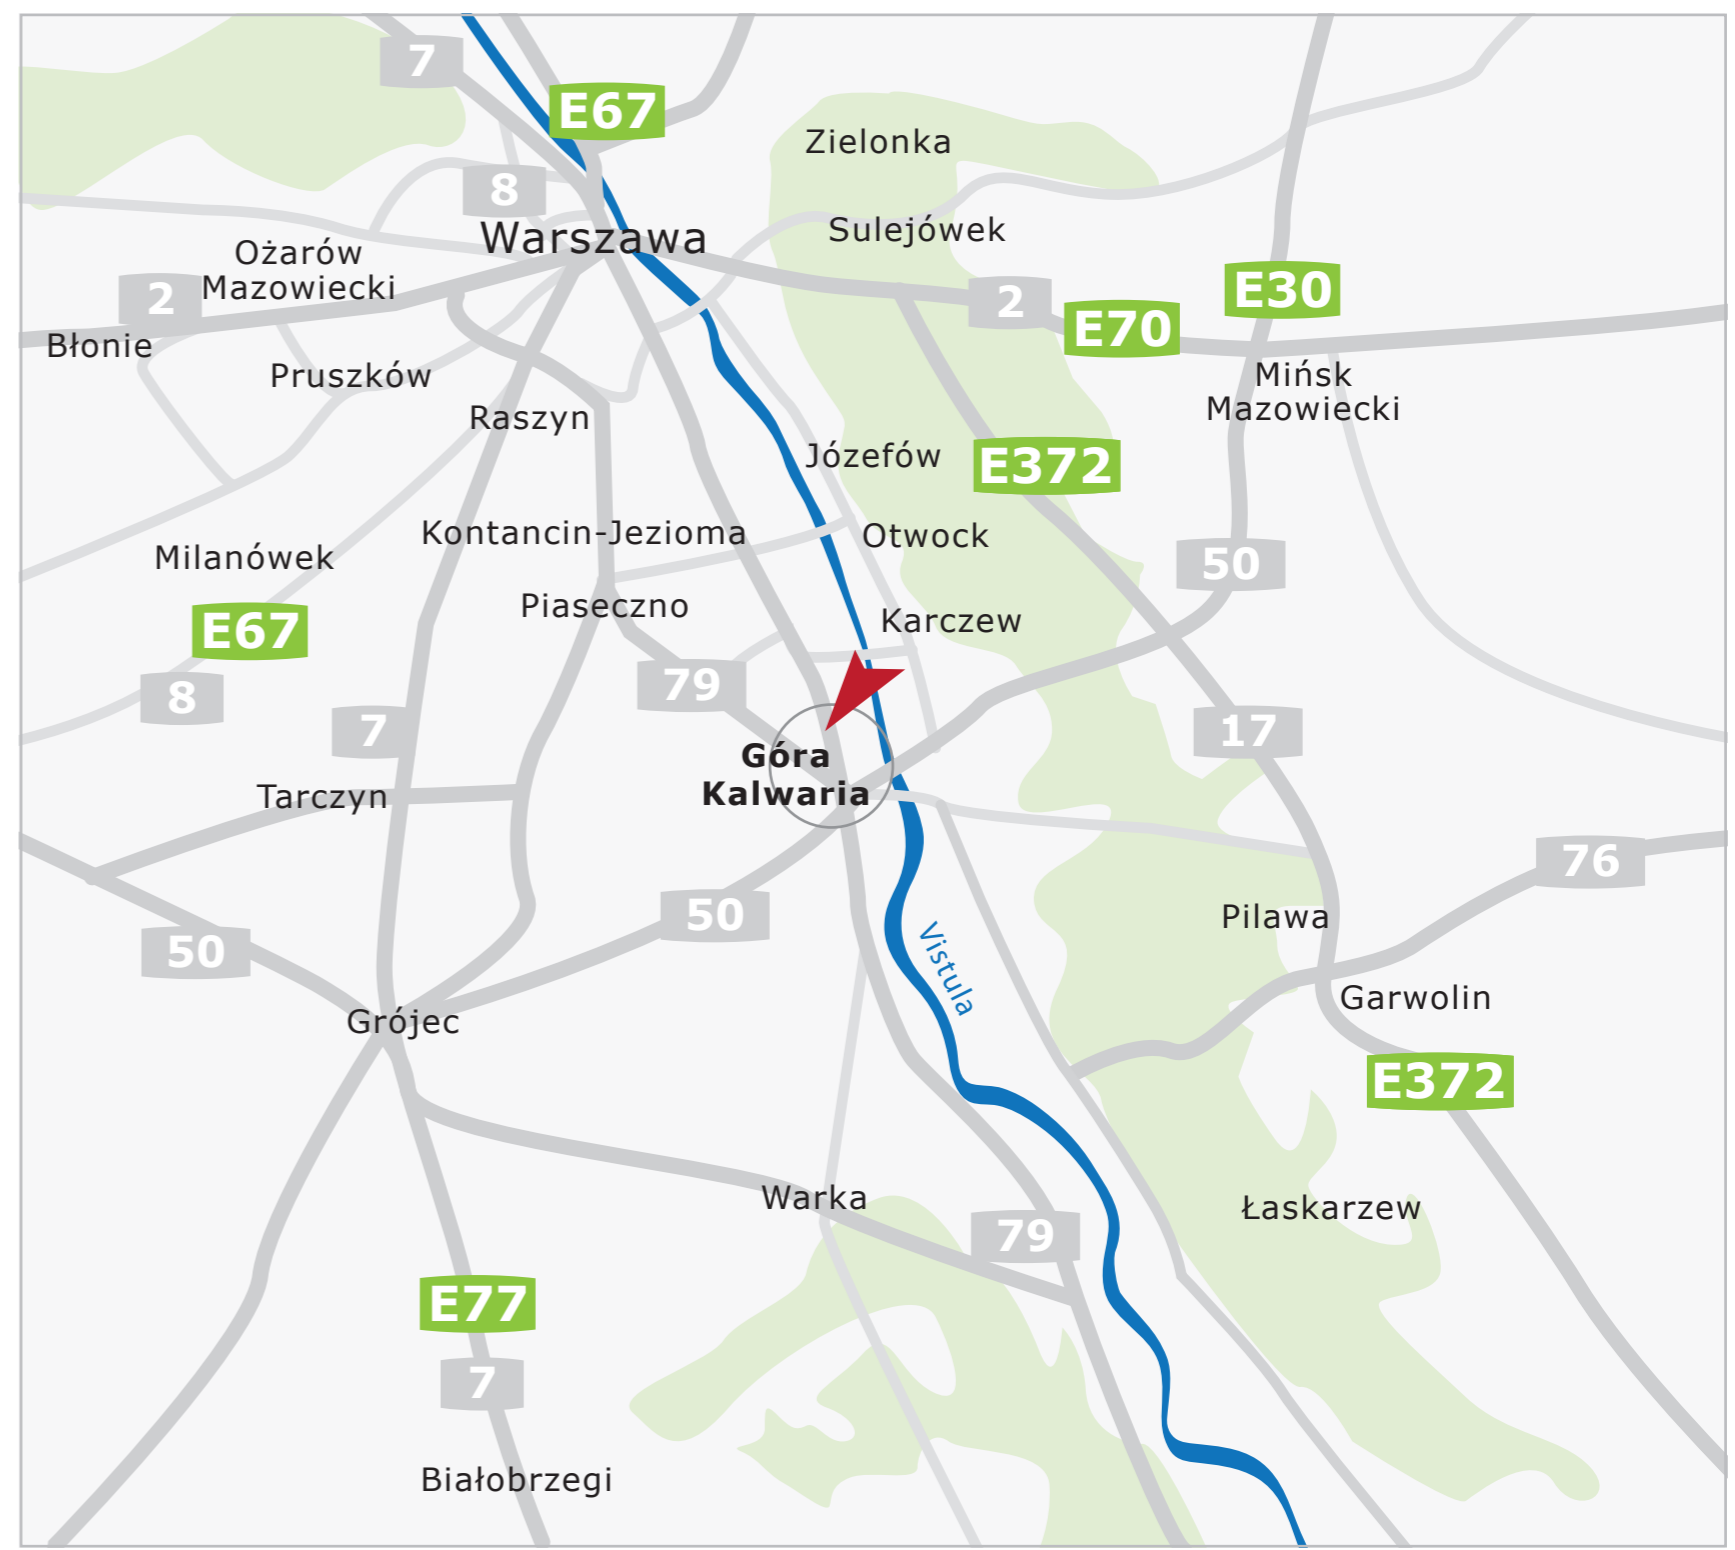 7
E67
Zielonka
8
Warszawa
Sulejówek
Ożarów
Mazowiecki
2
2
E70
E30
Błonie
Pruszków
Mińsk
Mazowiecki
Raszyn
Józefów
E372
Kontancin-Jezioma
Otwock
Milanówek
50
Piaseczno
Karczew
E67
8
79
7
17
Góra
Kalwaria
Tarczyn
76
50
Pilawa
50
Vistula
Garwolin
Grójec
E372
Warka
Łaskarzew
79
E77
7
Białobrzegi